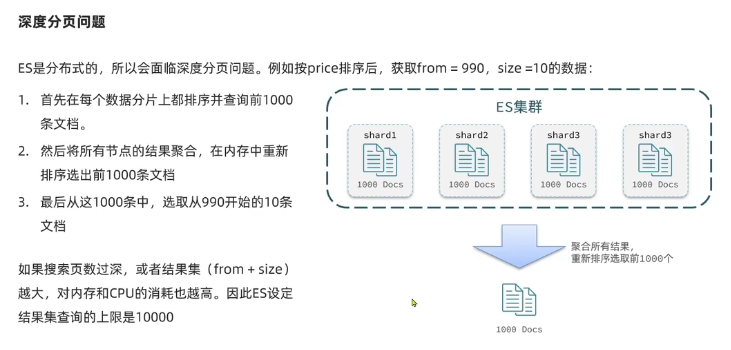 深度分页问题
ES是分布式的，所以会面临深度分页问题。例如按price排序后，获取from = 990，size =10的数据：
1. 首先在每个数据分片上都排序并查询前1000
条文档。
2. 然后将所有节点的结果聚合，在内存中重新
排序选出前1000条文档
3. 最后从这1000条中，选取从990开始的10条
文档
如果搜索页数过深，或者结果集（from + size）
越大，对内存和CPU的消耗也越高。因此ES设定
结果集查询的上限是10000
ES集群
shard1
shard2
shard3
shard3
1000 Docs
1000 Docs
1000 Docs
1000 Docs
聚合所有结果，
重新排序选取前1000个
1000 Docs